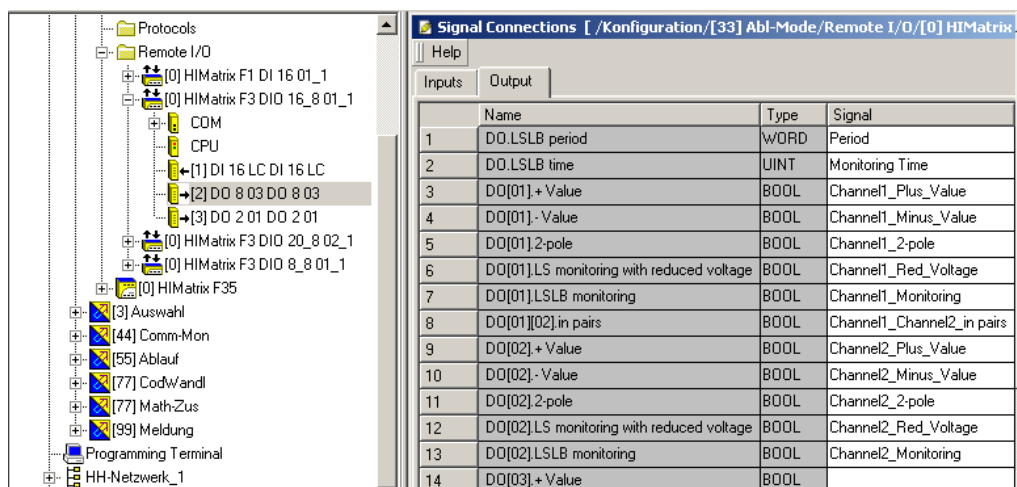 Protocols
Remote I/O
[0] HIMatrix F1 DI 16 01_1
[0] HIMatrix F3 DIO 16_8 01_1
COM
CPU
[1] DI 16 LC DI 16 LC
[2] DO 8 03 DO 8 03
[3] DO 2 01 DO 2 01
[0] HIMatrix F3 DIO 20_8 02_1
[0] HIMatrix F3 DIO 8_8 01_1
[0] HIMatrix F35
[3] Auswahl
[44] Comm-Mon
[55] Ablauf
[77] CodWandl
[77] Math-Zus
[99] Meldung
Programming Terminal
HH-Netzwerk_1
Signal Connections [ /Konfiguration/[33] Abl-Mode/Remote I/O/[0] HIMatrix
Help
Inputs Output
Name Type Signal
1 DO.LSLB period WORD Period
2 DO.LSLB time UINT Monitoring Time
3 DO[01].+ Value BOOL Channel1_Plus_Value
4 DO[01].- Value BOOL Channel1_Minus_Value
5 DO[01].2-pole BOOL Channel1_2-pole
6 DO[01].LS monitoring with reduced voltage BOOL Channel1_Red_Voltage
7 DO[01].LSLB monitoring BOOL Channel1_Monitoring
8 DO[01][02].in pairs BOOL Channel1_Channel2_in pairs
9 DO[02].+ Value BOOL Channel2_Plus_Value
10 DO[02].- Value BOOL Channel2_Minus_Value
11 DO[02].2-pole BOOL Channel2_2-pole
12 DO[02].LS monitoring with reduced voltage BOOL Channel2_Red_Voltage
13 DO[02].LSLB monitoring BOOL Channel2_Monitoring
14 DO[03].+ Value BOOL